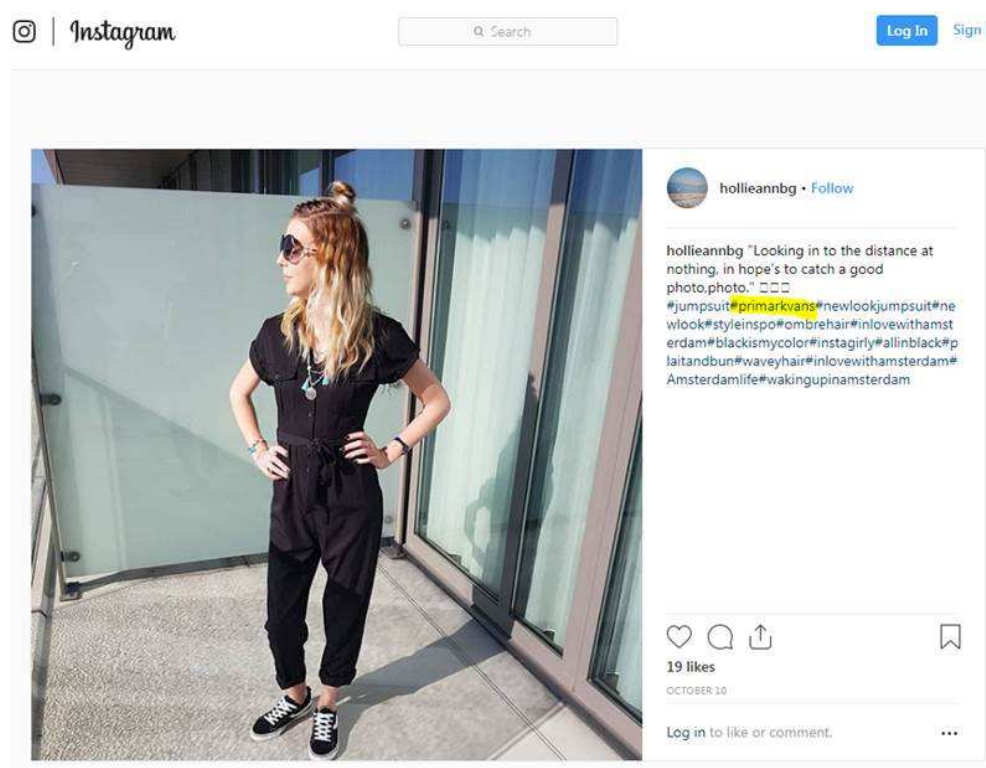 Instagram
Search
Log In
Sign
hollieannbg • Follow
hollieannbg "Looking in to the distance at
nothing, in hope's to catch a good
photo,photo." □□□
#jumpsuit#primarkvans#newlookjumpsuit#ne
wlook#styleinspo#ombrehair#inlovewithamst
erdam#blackismycolor#instagirly#allinblack#p
laitandbun#waveyhair#inlovewithamsterdam#
Amsterdamlife#wakingupinamsterdam
19 likes
OCTOBER 10
Log in to like or comment.